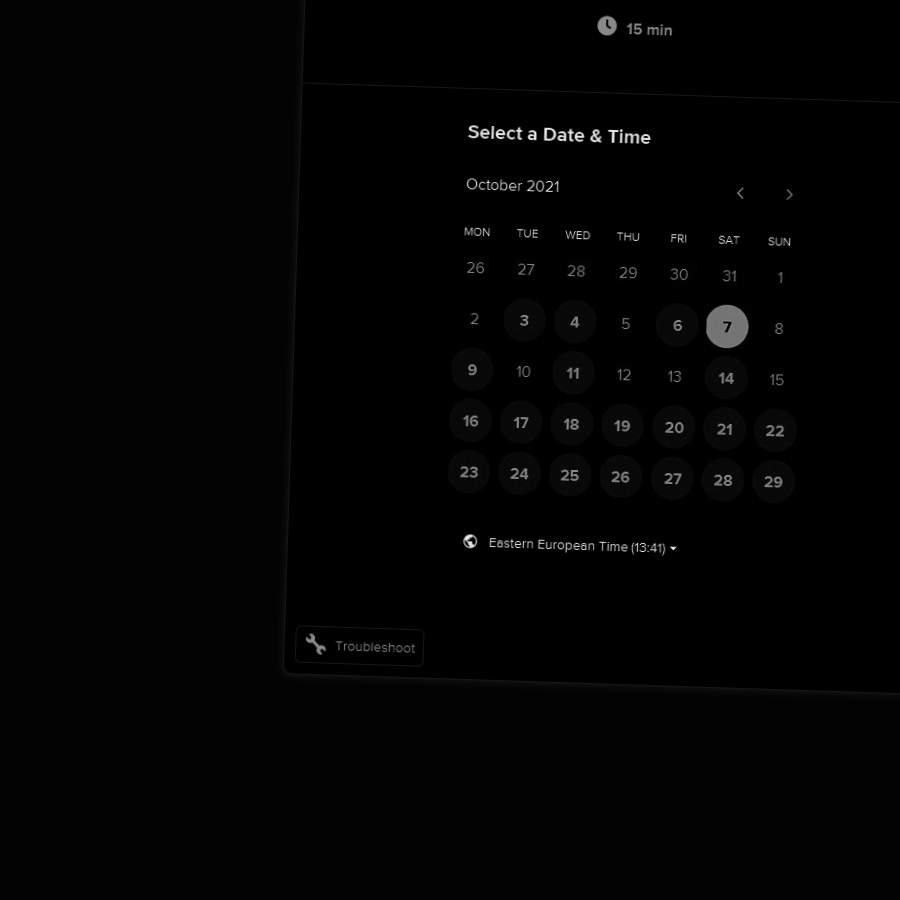 15 min
Select a Date & Time
October 2021
MON TUE WED THU FRI SAT SUN
26 27 28 29 30 31 1
2 3 4 5 6 7 8
9 10 11 12 13 14 15
16 17 18 19 20 21 22
23 24 25 26 27 28 29
Eastern European Time (13:41)
Troubleshoot